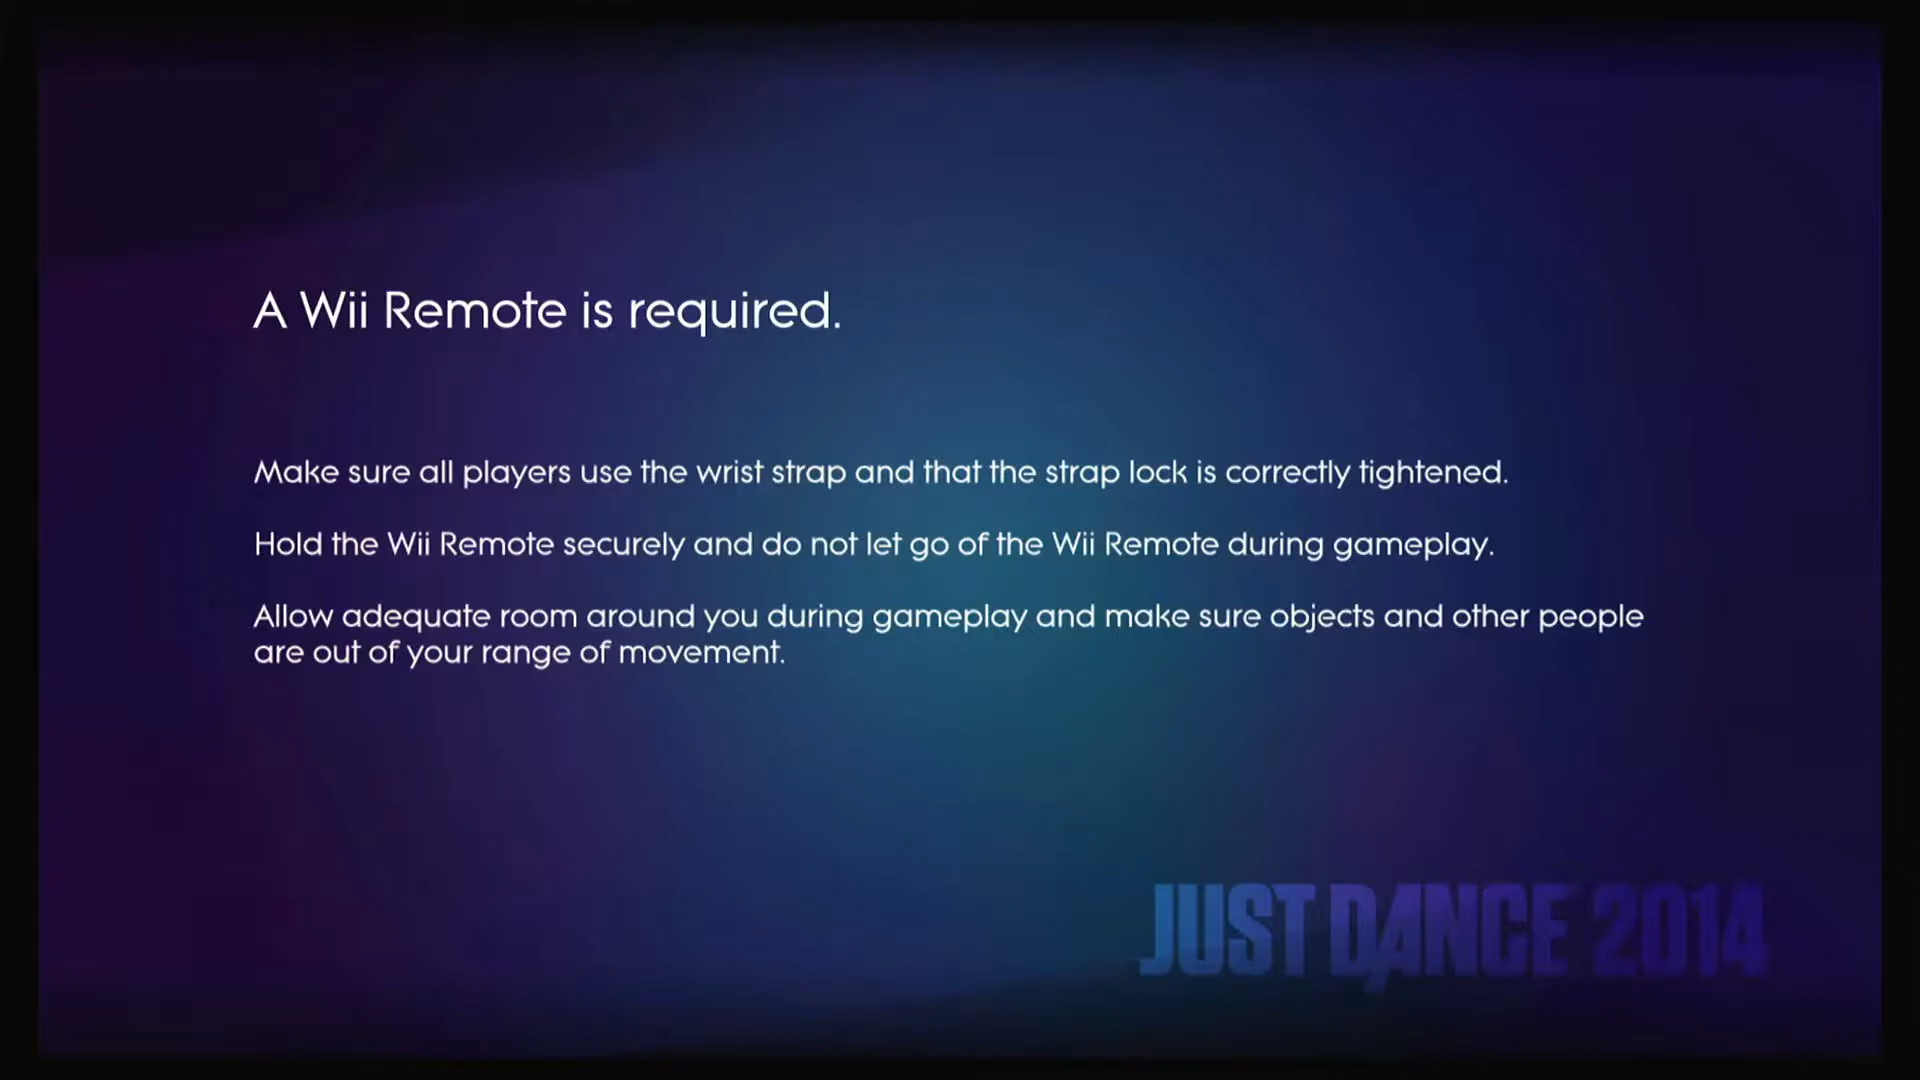 A Wii Remote is required.
Make sure all players use the wrist strap and that the strap lock is correctly tightened.
Hold the Wii Remote securely and do not let go of the Wii Remote during gameplay.
Allow adequate room around you during gameplay and make sure objects and other people
are out of your range of movement.
JUST DANCE 2014